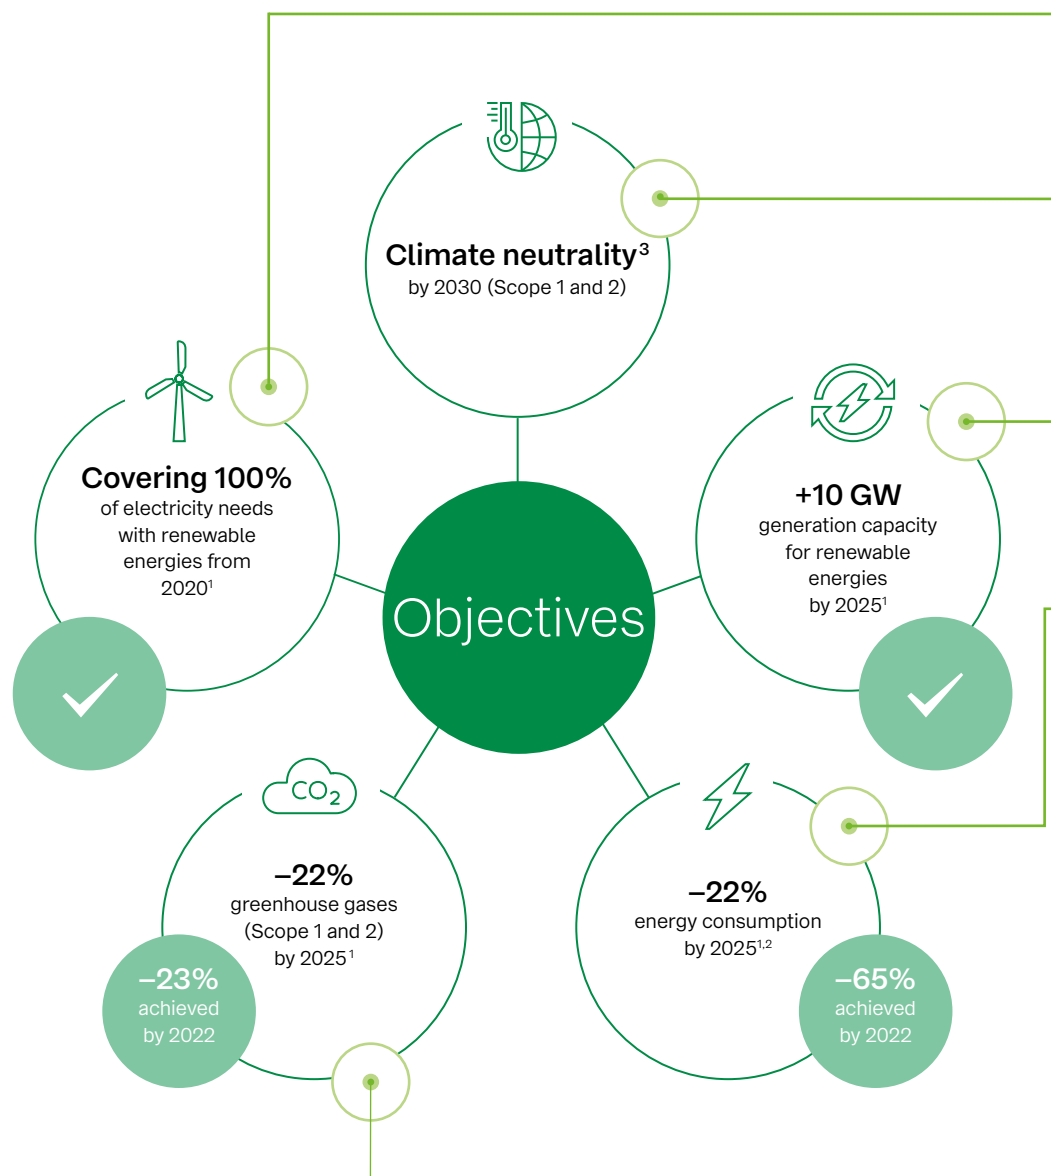 Climate neutrality³
by 2030 (Scope 1 and 2)
Covering 100%
of electricity needs
with renewable
energies from
2020¹
+10 GW
generation capacity
for renewable
energies
by 2025¹
Objectives
CO₂
–22%
greenhouse gases
(Scope 1 and 2)
by 2025¹
–23%
achieved
by 2022
–22%
energy consumption
by 2025¹,²
–65%
achieved
by 2022